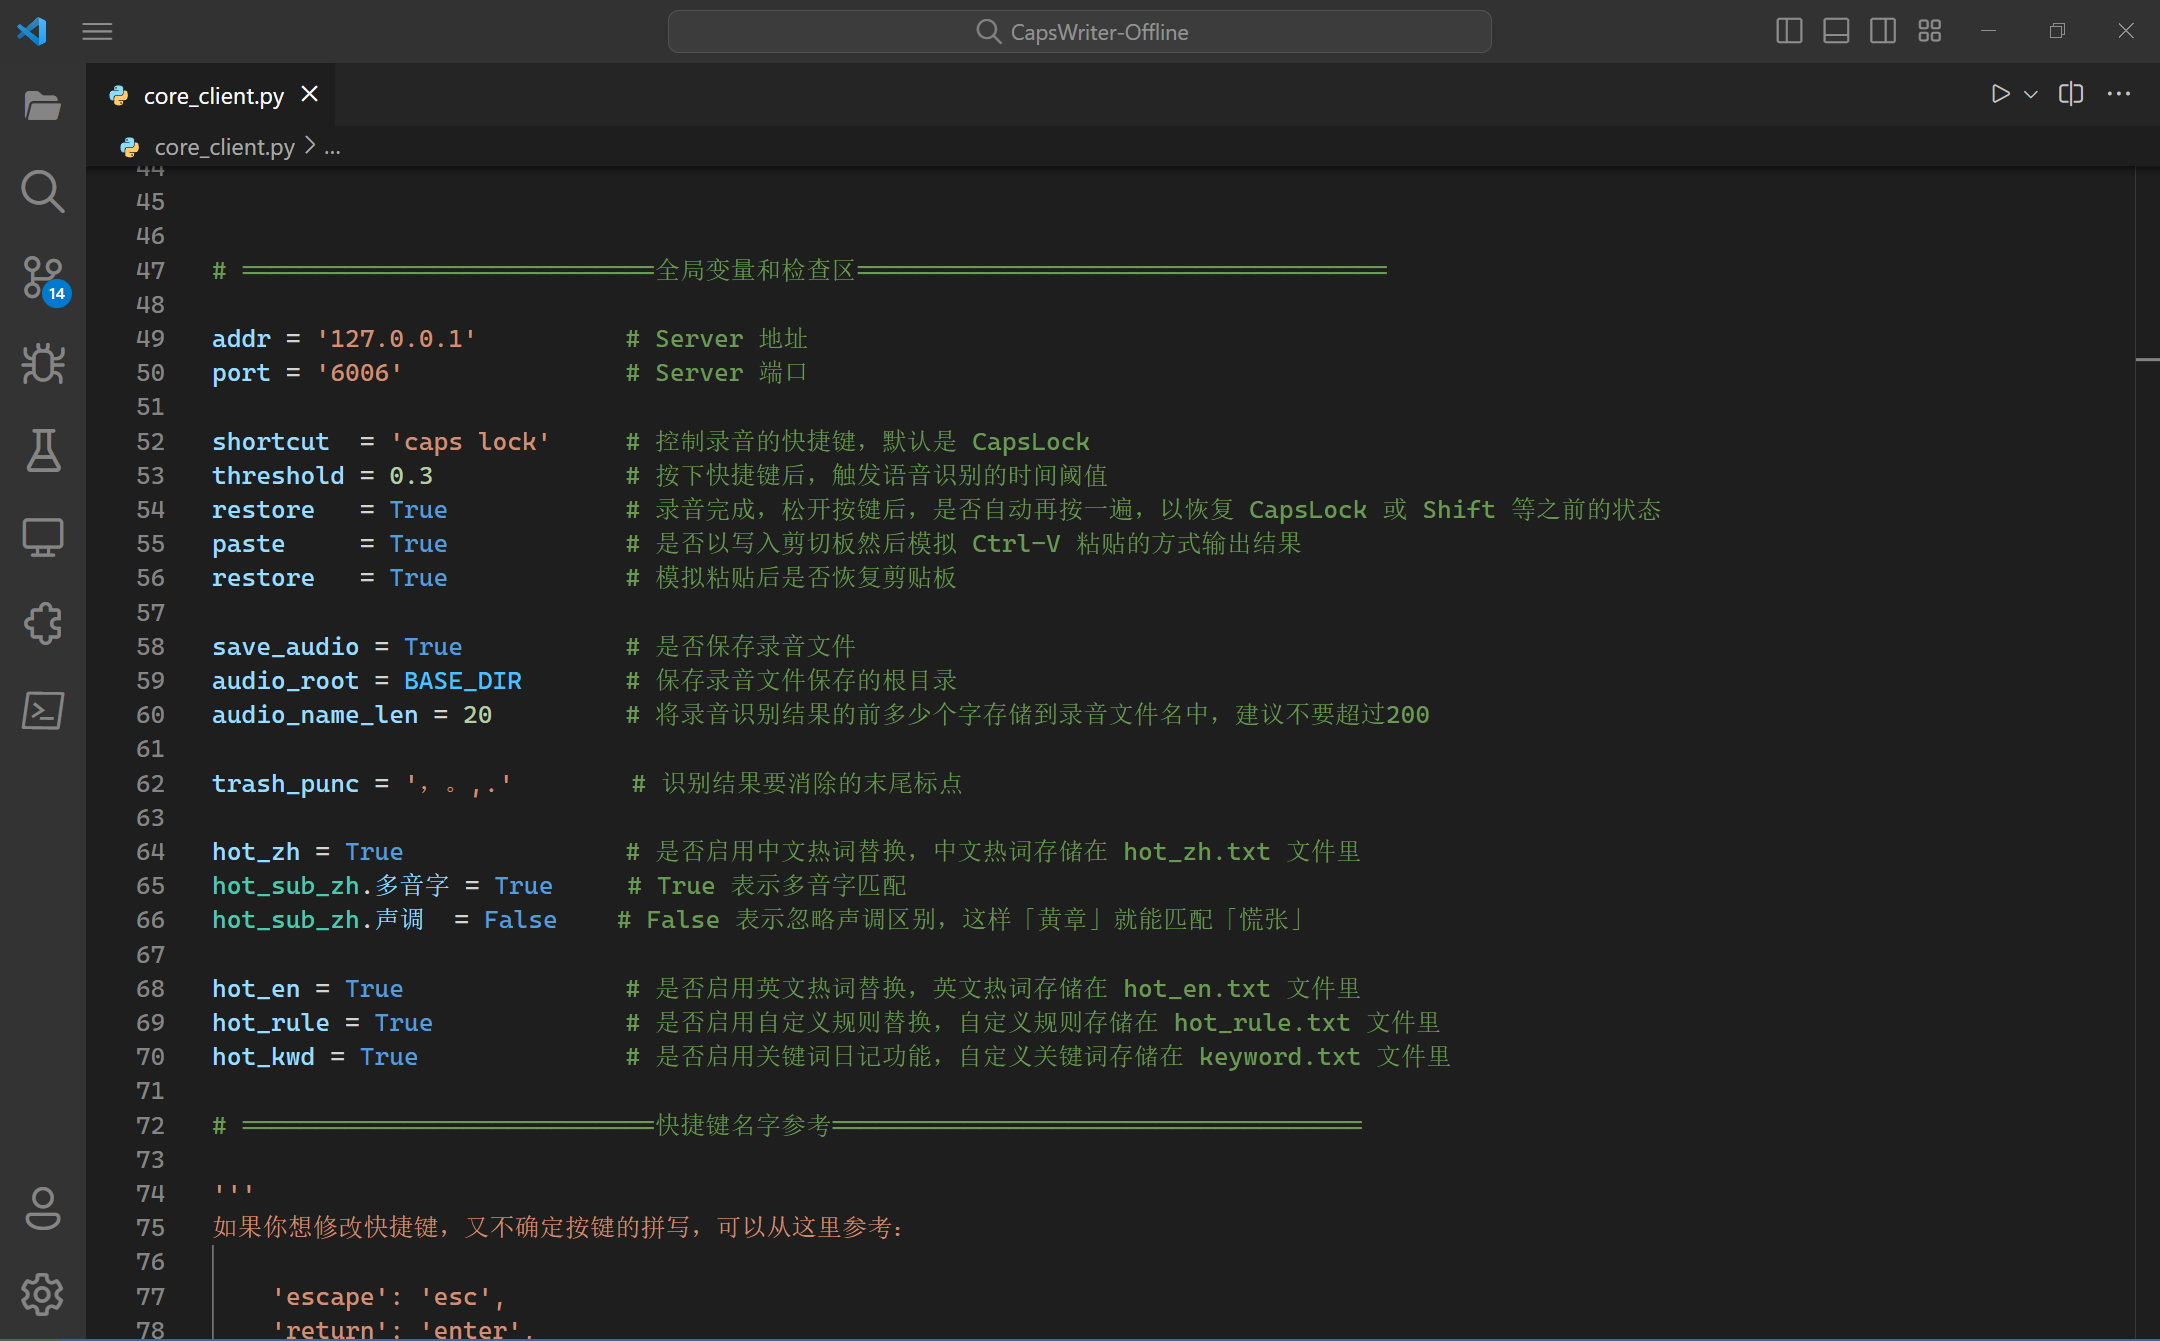 CapsWriter-Offline
core_client.py
core_client.py > ...
14
44
45
46
47 # ============================全局变量和检查区====================================
48
49 addr = '127.0.0.1' # Server 地址
50 port = '6006' # Server 端口
51
52 shortcut = 'caps lock' # 控制录音的快捷键，默认是 CapsLock
53 threshold = 0.3 # 按下快捷键后，触发语音识别的时间阈值
54 restore = True # 录音完成，松开按键后，是否自动再按一遍，以恢复 CapsLock 或 Shift 等之前的状态
55 paste = True # 是否以写入剪切板然后模拟 Ctrl-V 粘贴的方式输出结果
56 restore = True # 模拟粘贴后是否恢复剪贴板
57
58 save_audio = True # 是否保存录音文件
59 audio_root = BASE_DIR # 保存录音文件保存的根目录
60 audio_name_len = 20 # 将录音识别结果的前多少个字存储到录音文件名中，建议不要超过200
61
62 trash_punc = '，。,.' # 识别结果要消除的末尾标点
63
64 hot_zh = True # 是否启用中文热词替换，中文热词存储在 hot_zh.txt 文件里
65 hot_sub_zh.多音字 = True # True 表示多音字匹配
66 hot_sub_zh.声调 = False # False 表示忽略声调区别，这样「黄章」就能匹配「慌张」
67
68 hot_en = True # 是否启用英文热词替换，英文热词存储在 hot_en.txt 文件里
69 hot_rule = True # 是否启用自定义规则替换，自定义规则存储在 hot_rule.txt 文件里
70 hot_kwd = True # 是否启用关键词日记功能，自定义关键词存储在 keyword.txt 文件里
71
72 # ============================快捷键名字参考====================================
73
74 '''
75 如果你想修改快捷键，又不确定按键的拼写，可以从这里参考：
76
77 'escape': 'esc',
78 'return': 'enter',